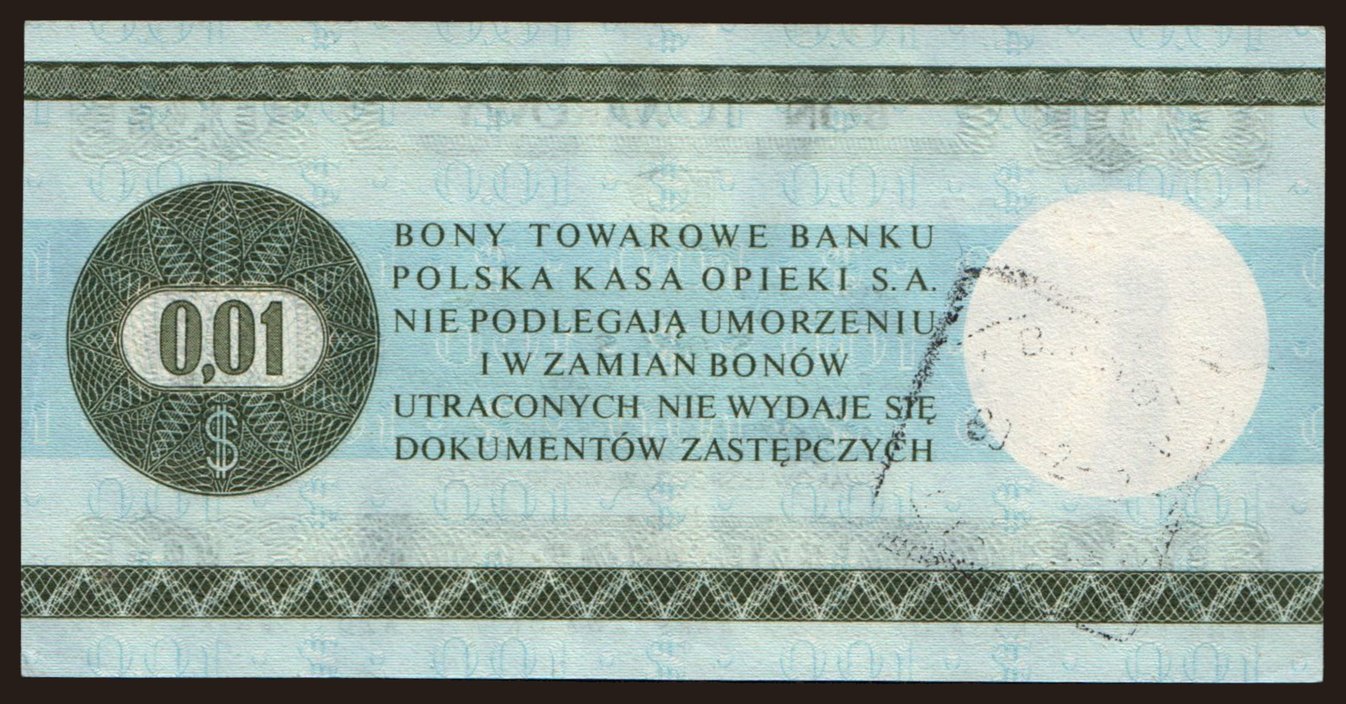 0,01
$
BONY TOWAROWE BANKU
POLSKA KASA OPIEKI S.A.
NIE PODLEGAJĄ UMORZENIU
I W ZAMIAN BONÓW
UTRACONYCH NIE WYDAJE SIĘ
DOKUMENTÓW ZASTĘPCZYCH